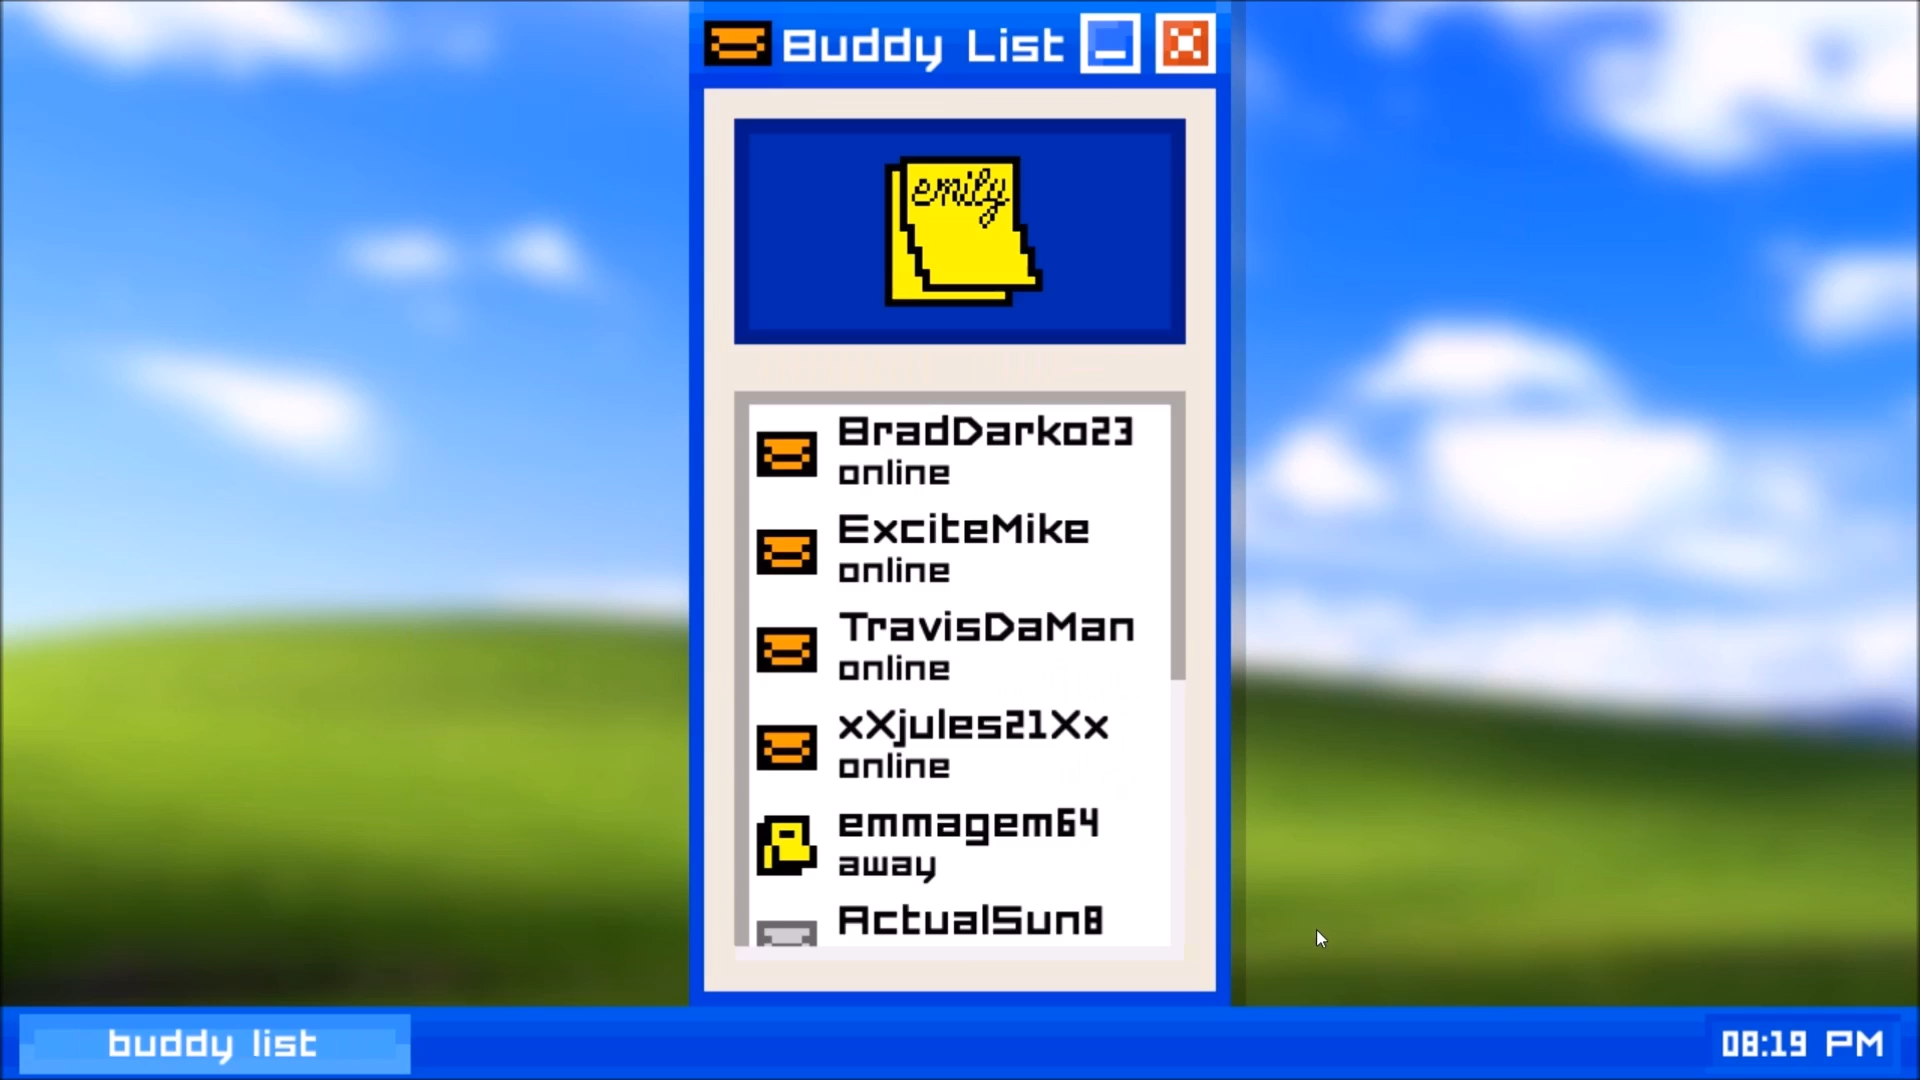 Buddy List
emily
BradDarko23
online
ExciteMike
online
TravisDaMan
online
xXjules21Xx
online
emmagem64
away
ActualSun8
buddy list
08:19 PM